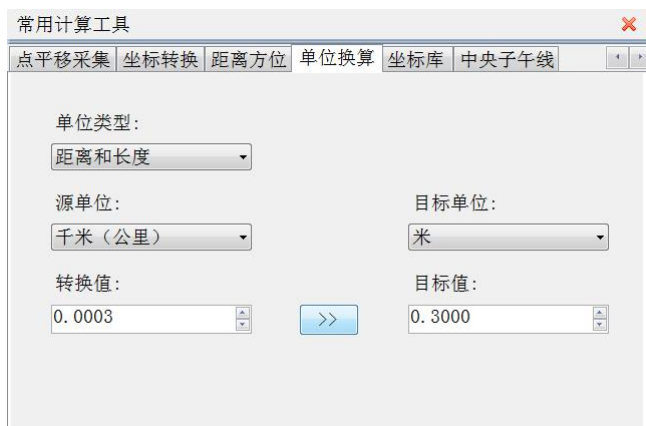 常用计算工具
点平移采集 坐标转换 距离方位 单位换算 坐标库 中央子午线
单位类型:
距离和长度
源单位: 目标单位:
千米（公里） 米
转换值: 目标值:
0.0003 >> 0.3000